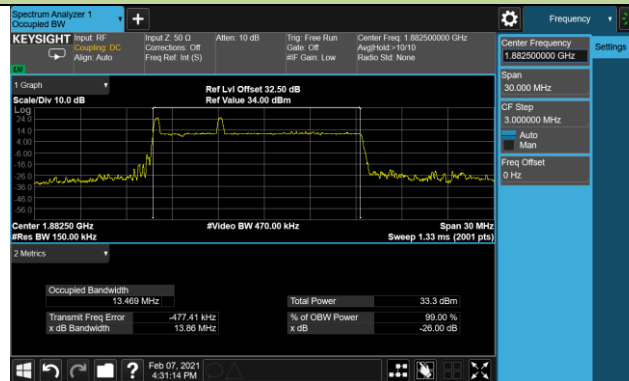 Spectrum Analyzer 1
Occupied BW
+
Frequency
KEYSIGHT
Input: RF
Coupling: DC
Align: Auto
Input Z: 50 Ω
Corrections: Off
Freq Ref: Int (S)
Atten: 10 dB
Trig: Free Run
Gate: Off
#IF Gain: Low
Center Freq: 1.882500000 GHz
Avg|Hold:>10/10
Radio Std: None
LM
Center Frequency
1.882500000 GHz
Settings
Span
30.000 MHz
CF Step
3.000000 MHz
Auto
Man
Freq Offset
0 Hz
1 Graph
Scale/Div 10.0 dB
Ref Lvl Offset 32.50 dB
Ref Value 34.00 dBm
Log
24.0
14.0
4.00
-6.00
-16.0
-26.0
-36.0
-46.0
-56.0
Center 1.88250 GHz
#Res BW 150.00 kHz
#Video BW 470.00 kHz
Span 30 MHz
Sweep 1.33 ms (2001 pts)
2 Metrics
Occupied Bandwidth
13.469 MHz
Total Power 33.3 dBm
Transmit Freq Error -477.41 kHz
% of OBW Power 99.00 %
x dB Bandwidth 13.86 MHz
x dB -26.00 dB
?
Feb 07, 2021
4:31:14 PM